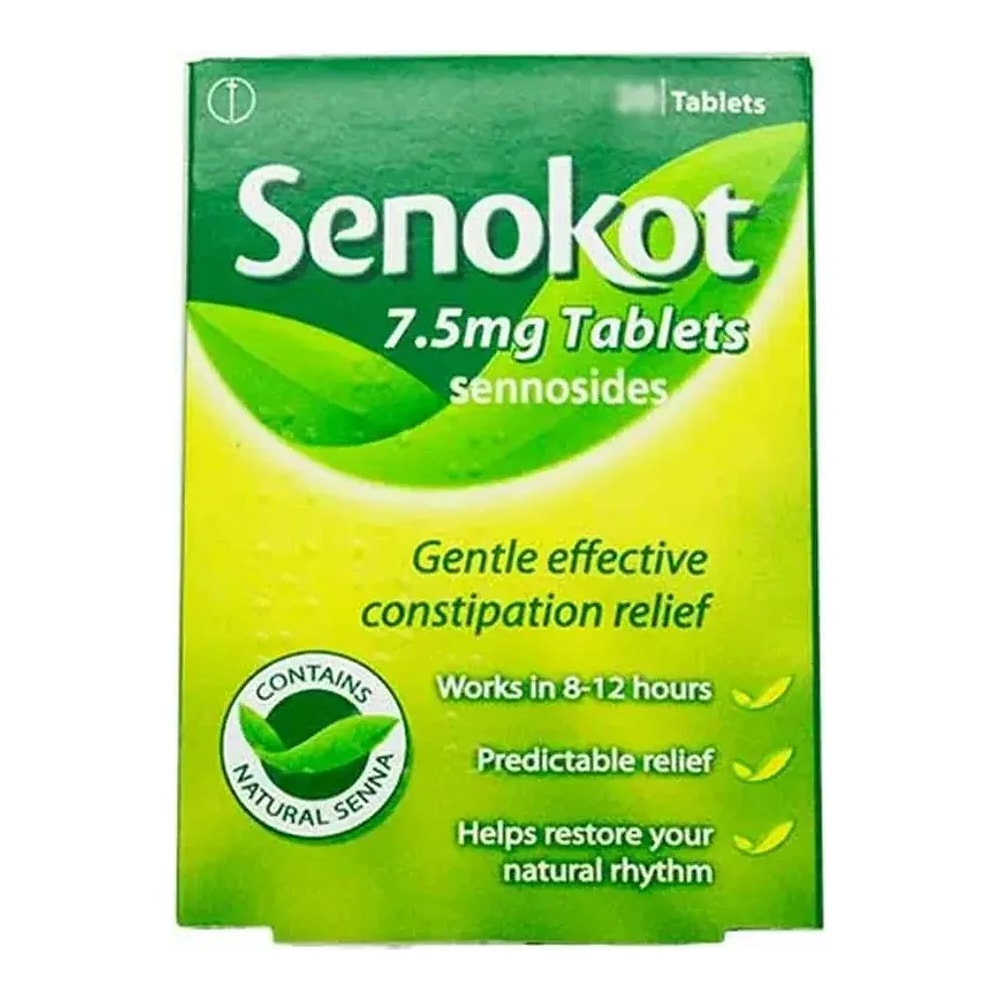 Tablets
Senokot
7.5mg Tablets
sennosides
Gentle effective
constipation relief
CONTAINS
NATURAL SENNA
Works in 8-12 hours
Predictable relief
Helps restore your
natural rhythm